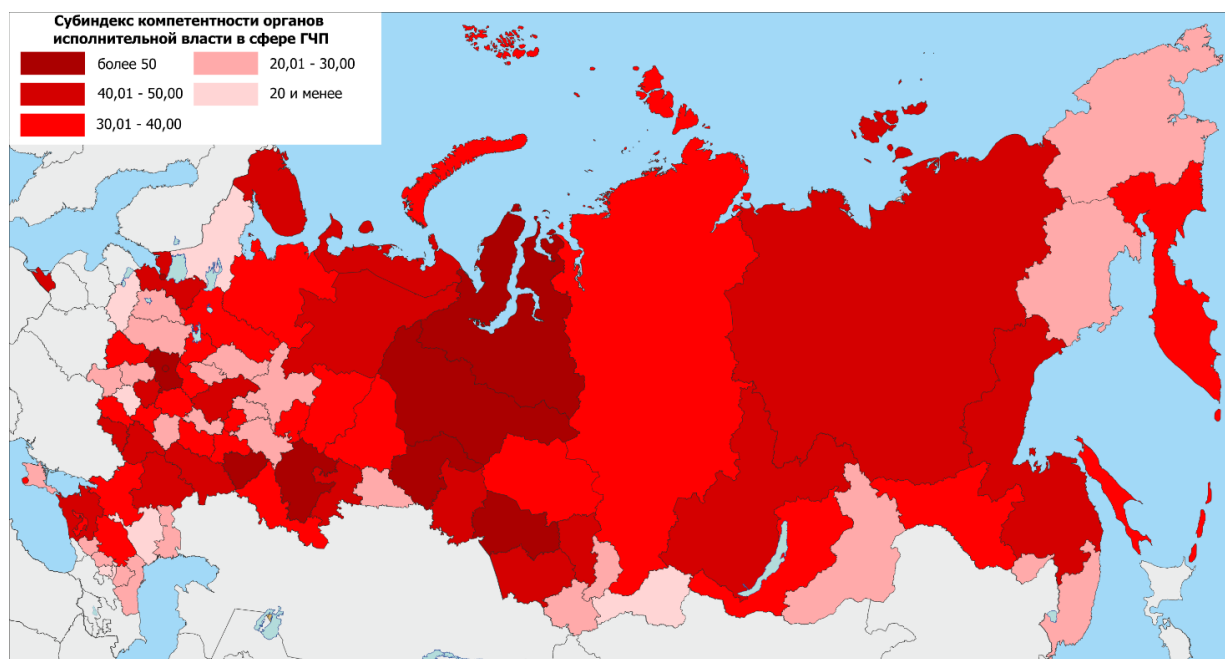 Субиндекс компетентности органов
исполнительной власти в сфере ГЧП
более 50
20,01 - 30,00
40,01 - 50,00
20 и менее
30,01 - 40,00